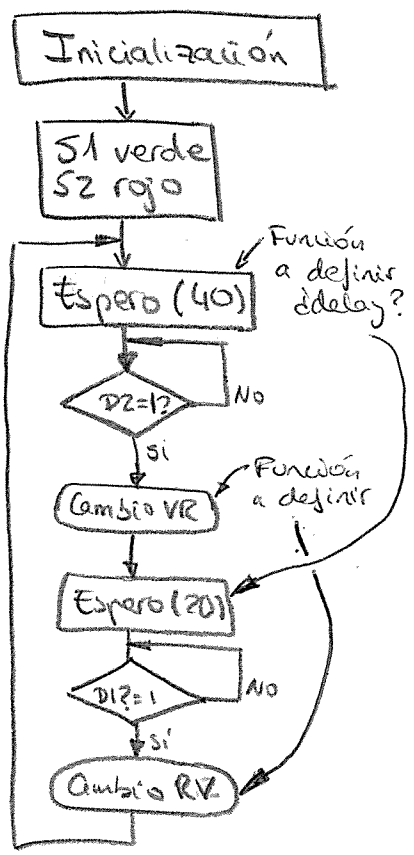 Inicialización
S1 verde
S2 rojo
Función
a definir
¿delay?
Espero (40)
D2=1?
No
Si
Función
a definir
Cambio VR
Espero (20)
D1?=1
No
Sí
Cambio RV